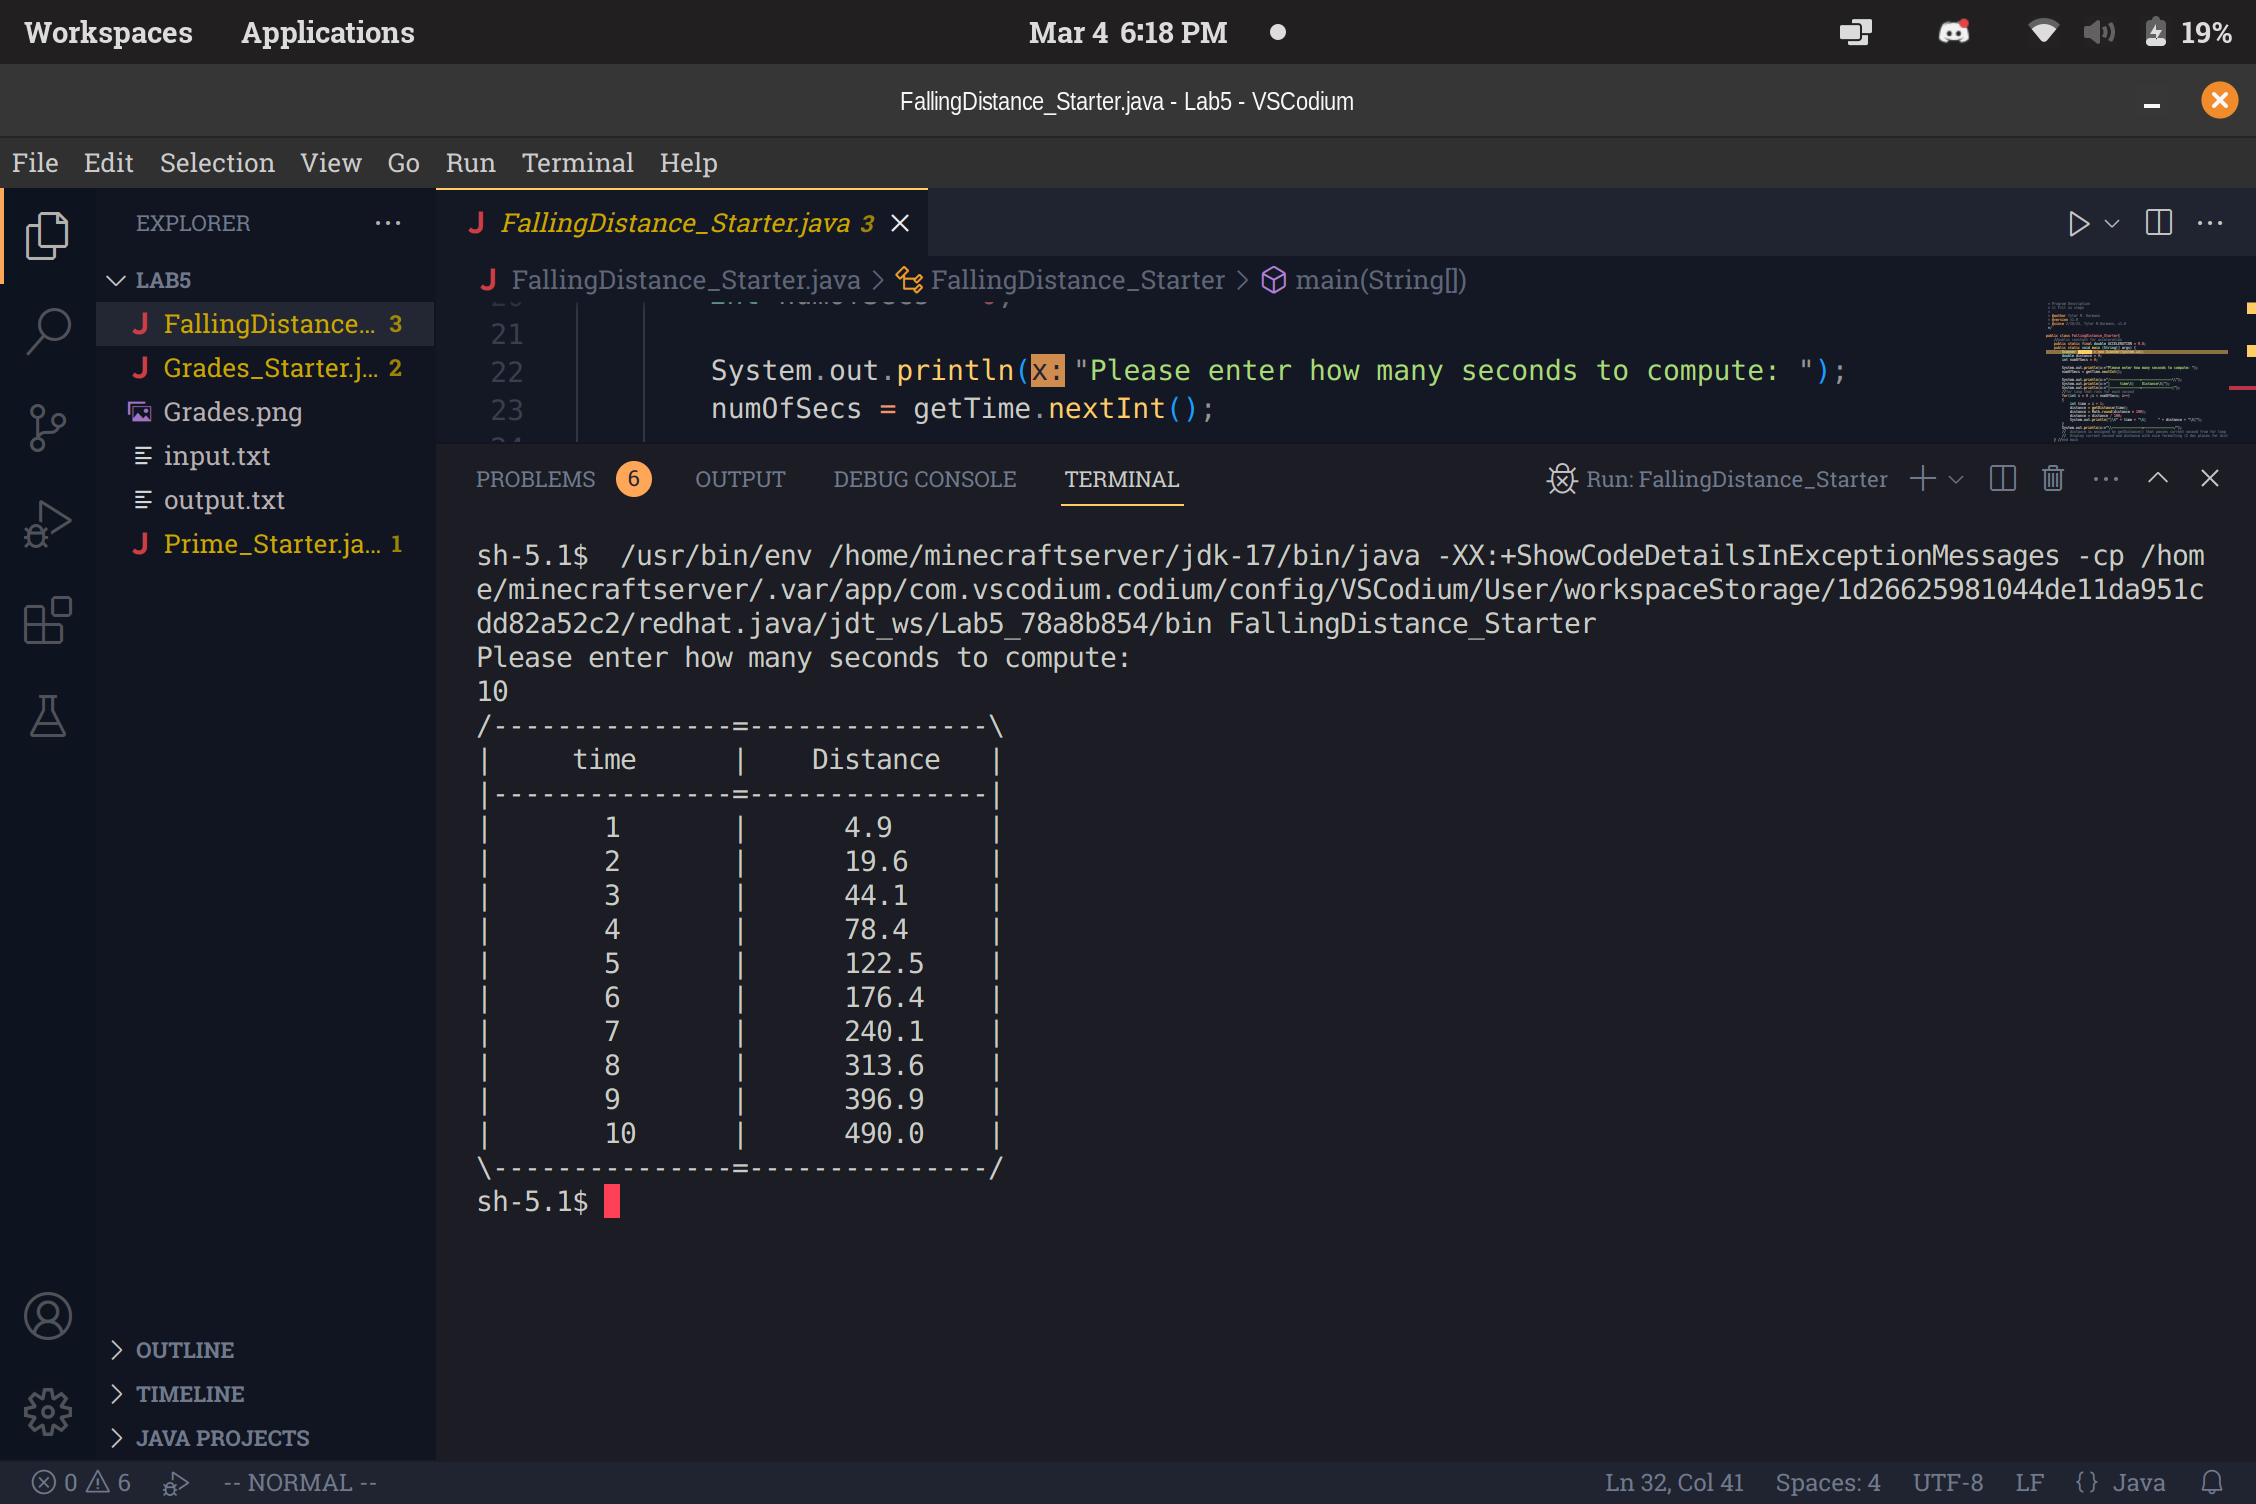 Workspaces Applications Mar 4 6:18 PM 19%
FallingDistance_Starter.java - Lab5 - VSCodium
File Edit Selection View Go Run Terminal Help
EXPLORER
LAB5
FallingDistance... 3
Grades_Starter.j... 2
Grades.png
input.txt
output.txt
Prime_Starter.ja... 1
OUTLINE
TIMELINE
JAVA PROJECTS
FallingDistance_Starter.java 3
FallingDistance_Starter.java > FallingDistance_Starter > main(String[])
21
22 System.out.println(x: "Please enter how many seconds to compute: ");
23 numOfSecs = getTime.nextInt();
PROBLEMS 6 OUTPUT DEBUG CONSOLE TERMINAL Run: FallingDistance_Starter
sh-5.1$  /usr/bin/env /home/minecraftserver/jdk-17/bin/java -XX:+ShowCodeDetailsInExceptionMessages -cp /hom
e/minecraftserver/.var/app/com.vscodium.codium/config/VSCodium/User/workspaceStorage/1d26625981044de11da951c
dd82a52c2/redhat.java/jdt_ws/Lab5_78a8b854/bin FallingDistance_Starter
Please enter how many seconds to compute:
10
/---------------=---------------\
|     time      |    Distance   |
|---------------=---------------|
|       1       |      4.9      |
|       2       |      19.6     |
|       3       |      44.1     |
|       4       |      78.4     |
|       5       |      122.5    |
|       6       |      176.4    |
|       7       |      240.1    |
|       8       |      313.6    |
|       9       |      396.9    |
|       10      |      490.0    |
\---------------=---------------/
sh-5.1$
0 6 -- NORMAL -- Ln 32, Col 41 Spaces: 4 UTF-8 LF {} Java